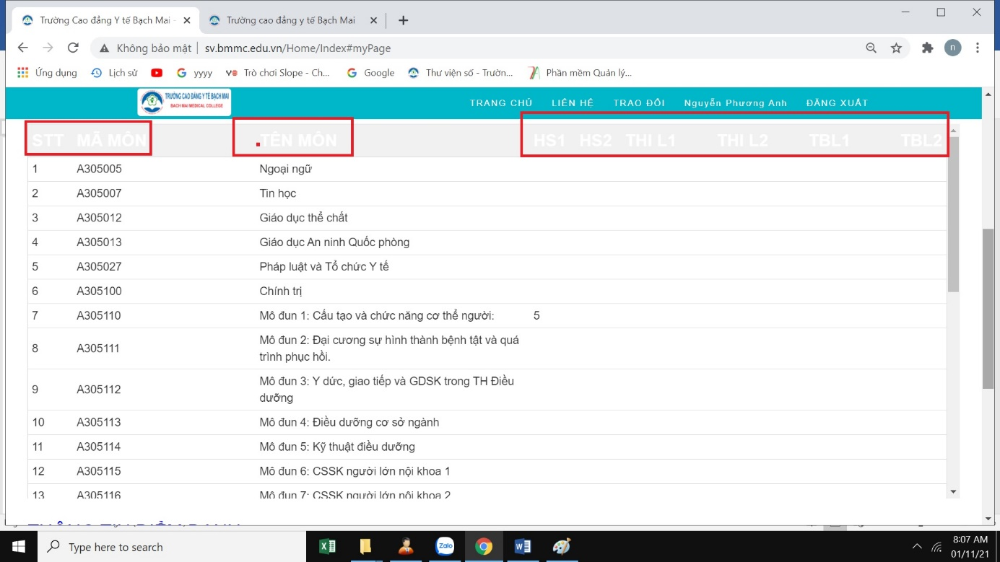 Trường Cao đẳng Y tế Bạch Mai -
Trường cao đẳng y tế Bạch Mai
Không bảo mật
sv.bmmc.edu.vn/Home/Index#myPage
n
Ứng dụng
Lịch sử
yyyy
Trò chơi Slope - Ch...
Google
Thư viện số - Trườn...
Phần mềm Quản lý...
TRƯỜNG CAO ĐẲNG Y TẾ BẠCH MAI
BACH MAI MEDICAL COLLEGE
TRANG CHỦ LIÊN HỆ TRAO ĐỔI Nguyễn Phương Anh ĐĂNG XUẤT
STT MÃ MÔN TÊN MÔN HS1 HS2 THI L1 THI L2 TBL1 TBL2
1 A305005 Ngoại ngữ
2 A305007 Tin học
3 A305012 Giáo dục thể chất
4 A305013 Giáo dục An ninh Quốc phòng
5 A305027 Pháp luật và Tổ chức Y tế
6 A305100 Chính trị
7 A305110 Mô đun 1: Cấu tạo và chức năng cơ thể người: 5
8 A305111 Mô đun 2: Đại cương sự hình thành bệnh tật và quá
trình phục hồi.
9 A305112 Mô đun 3: Y dức, giao tiếp và GDSK trong TH Điều
dưỡng
10 A305113 Mô đun 4: Điều dưỡng cơ sở ngành
11 A305114 Mô đun 5: Kỹ thuật điều dưỡng
12 A305115 Mô đun 6: CSSK người lớn nội khoa 1
13 A305116 Mô đun 7: CSSK người lớn nội khoa 2
Type here to search
Zalo
8:07 AM
01/11/21